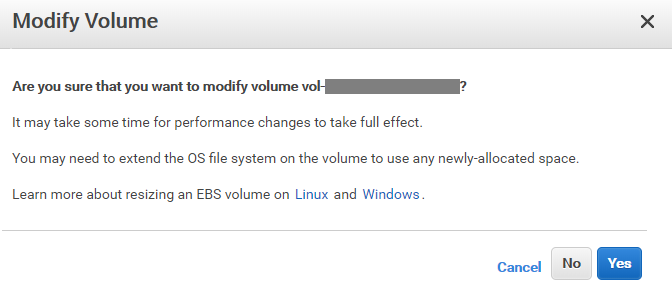 Modify Volume
Are you sure that you want to modify volume vol- ?
It may take some time for performance changes to take full effect.
You may need to extend the OS file system on the volume to use any newly-allocated space.
Learn more about resizing an EBS volume on Linux and Windows.
Cancel No Yes